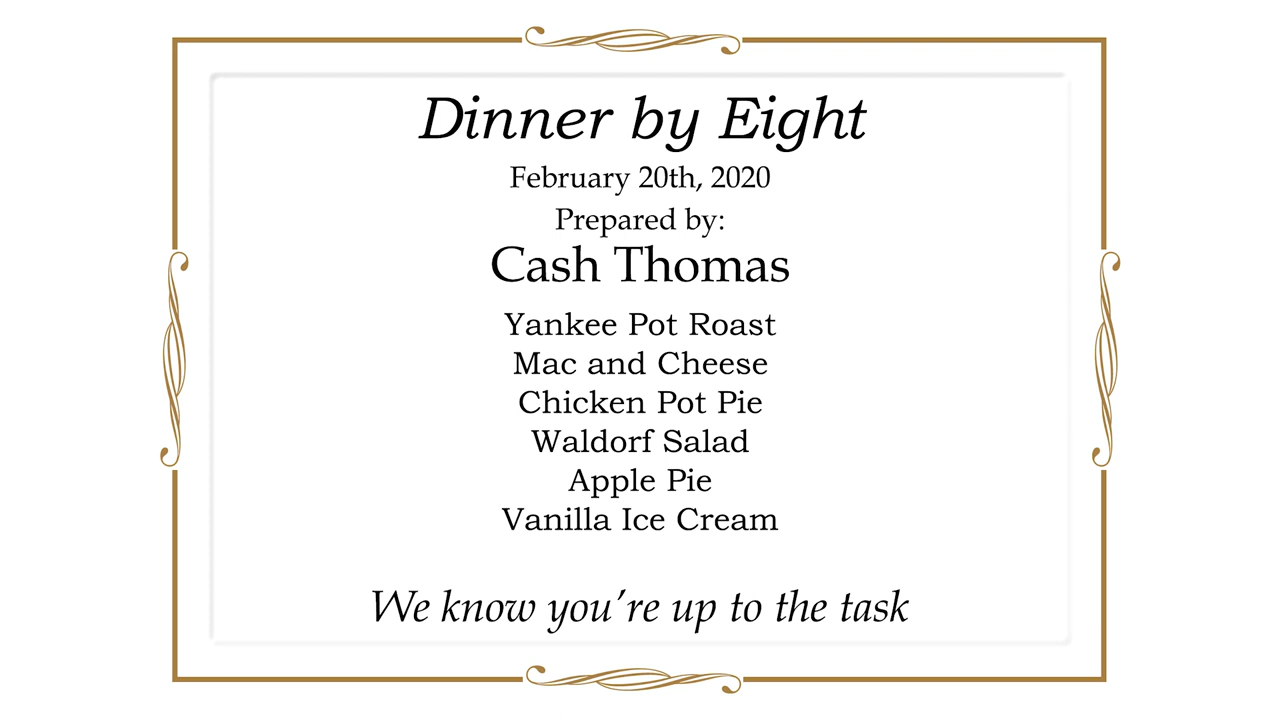 Dinner by Eight
February 20th, 2020
Prepared by:
Cash Thomas
Yankee Pot Roast
Mac and Cheese
Chicken Pot Pie
Waldorf Salad
Apple Pie
Vanilla Ice Cream
We know you're up to the task